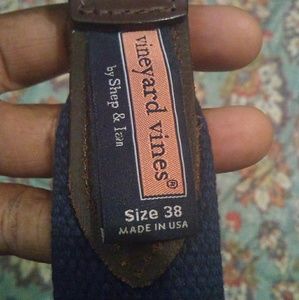 vineyard vines®
by Shep & Ian
Size 38
MADE IN USA